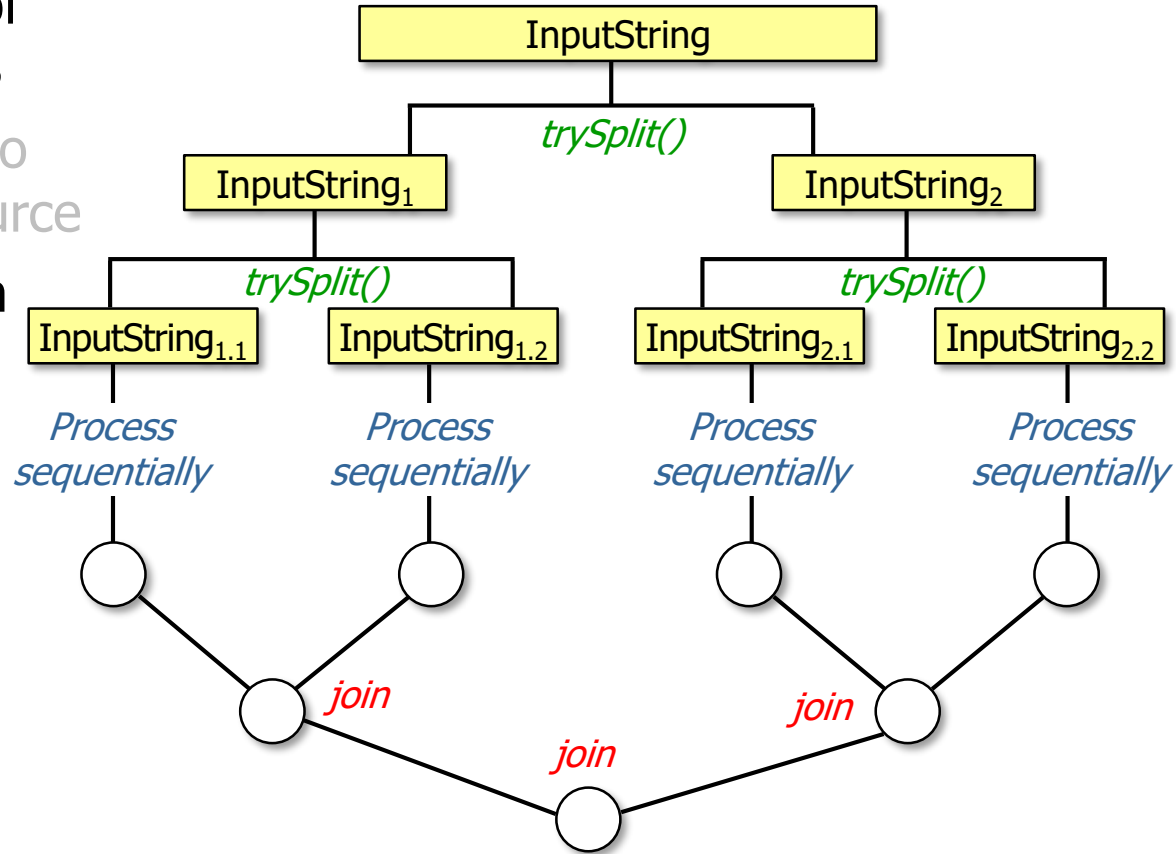 InputString
trySplit()
InputString₁
InputString₂
trySplit()
trySplit()
InputString₁.₁
InputString₁.₂
InputString₂.₁
InputString₂.₂
Process
sequentially
Process
sequentially
Process
sequentially
Process
sequentially
join
join
join